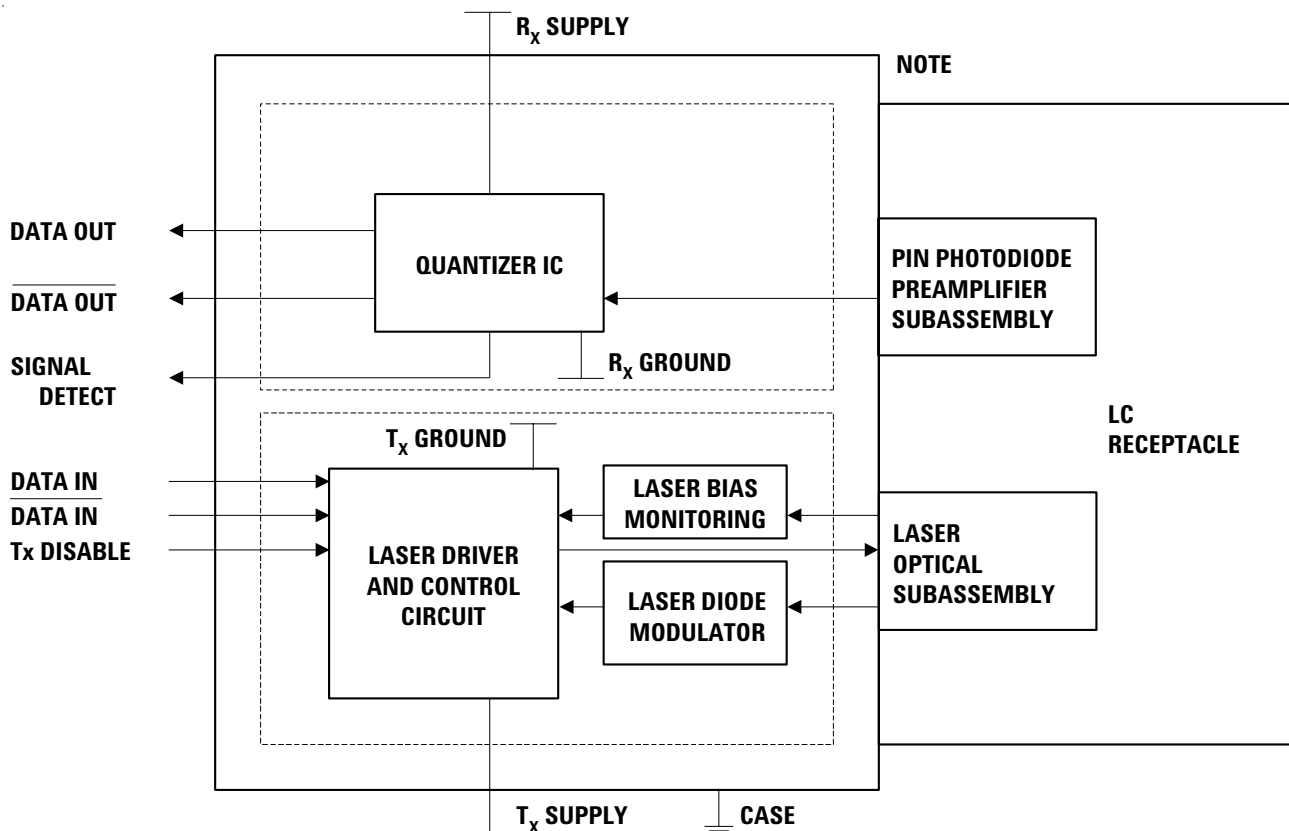 RX SUPPLY
NOTE
DATA OUT
QUANTIZER IC
PIN PHOTODIODE
PREAMPLIFIER
SUBASSEMBLY
DATA OUT
SIGNAL
DETECT
RX GROUND
LC
RECEPTACLE
TX GROUND
DATA IN
DATA IN
Tx DISABLE
LASER BIAS
MONITORING
LASER DRIVER
AND CONTROL
CIRCUIT
LASER
OPTICAL
SUBASSEMBLY
LASER DIODE
MODULATOR
TX SUPPLY
CASE